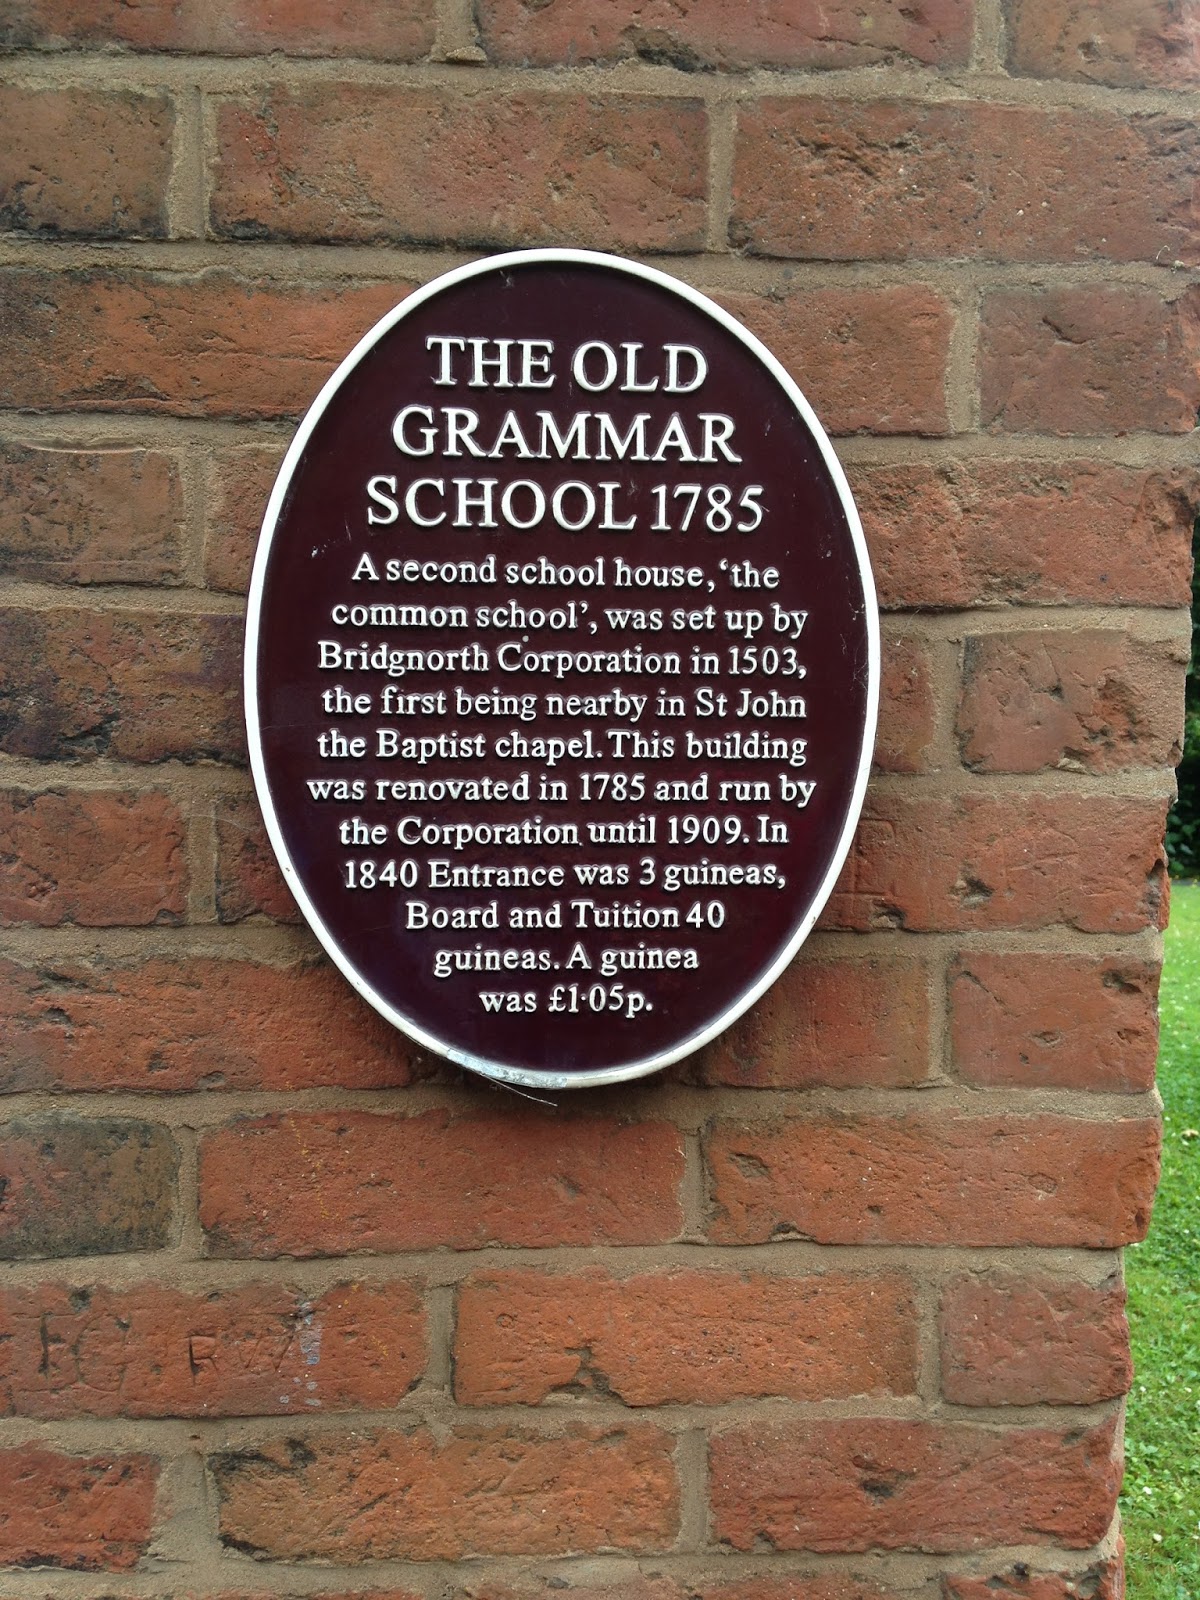 THE OLD
GRAMMAR
SCHOOL 1785
A second school house, ‘the
common school’, was set up by
Bridgnorth Corporation in 1503,
the first being nearby in St John
the Baptist chapel. This building
was renovated in 1785 and run by
the Corporation until 1909. In
1840 Entrance was 3 guineas,
Board and Tuition 40
guineas. A guinea
was £1·05p.
RW